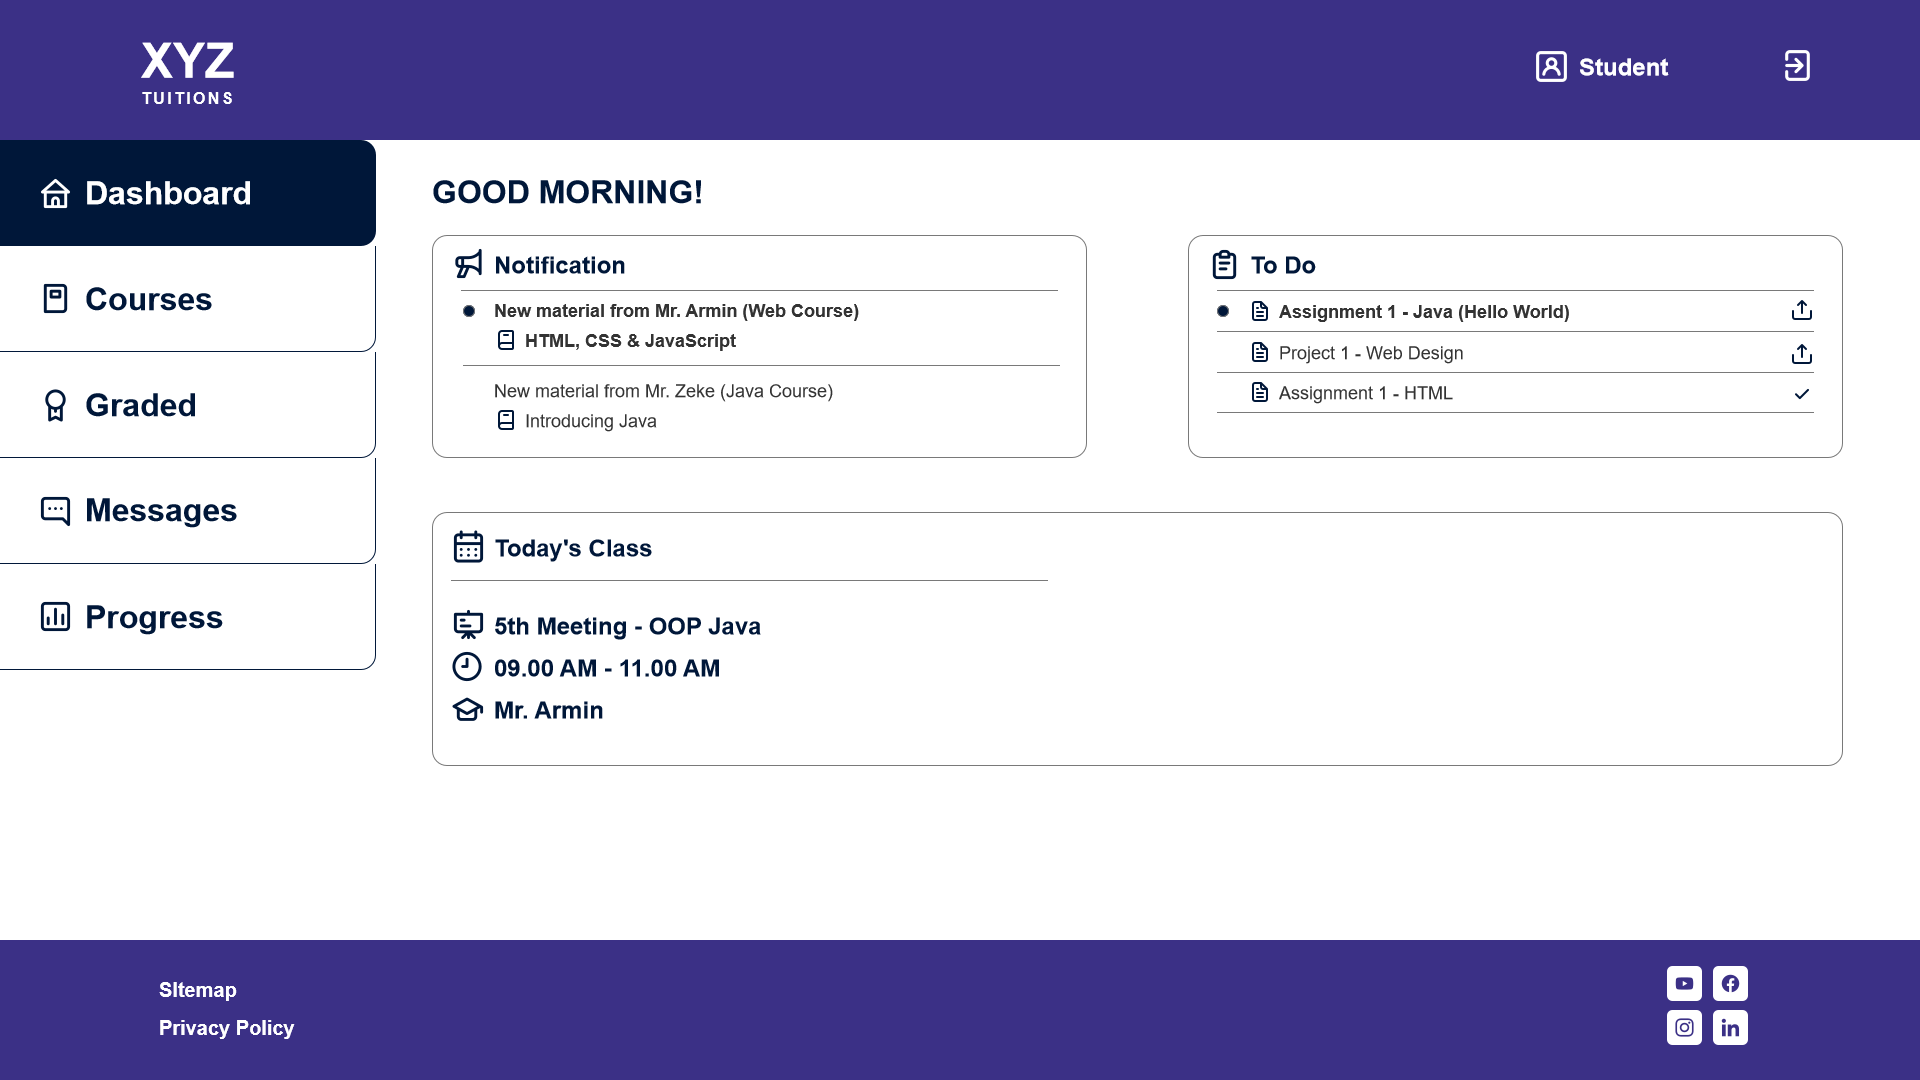 XYZ
TUITIONS
Student
Dashboard
Courses
Graded
Messages
Progress
GOOD MORNING!
Notification
New material from Mr. Armin (Web Course)
HTML, CSS & JavaScript
New material from Mr. Zeke (Java Course)
Introducing Java
To Do
Assignment 1 - Java (Hello World)
Project 1 - Web Design
Assignment 1 - HTML
Today's Class
5th Meeting - OOP Java
09.00 AM - 11.00 AM
Mr. Armin
SItemap
Privacy Policy